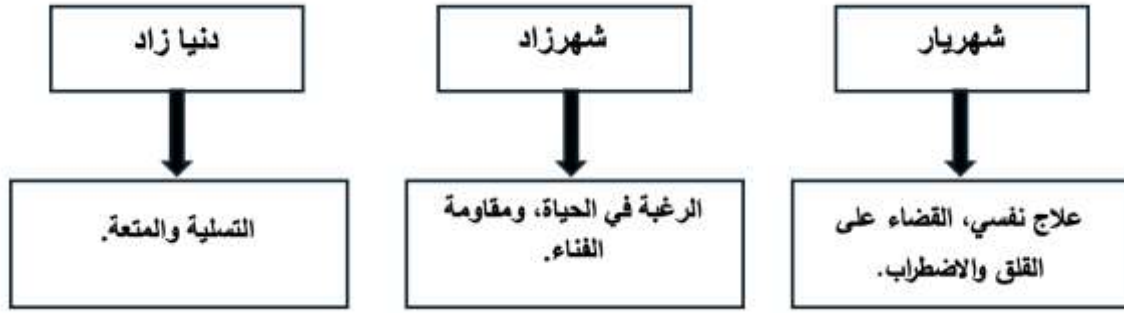 شهريار
شهرزاد
دنيا زاد
علاج نفسي، القضاء على
القلق والاضطراب.
الرغبة في الحياة، ومقاومة
الفناء.
التسلية والمتعة.